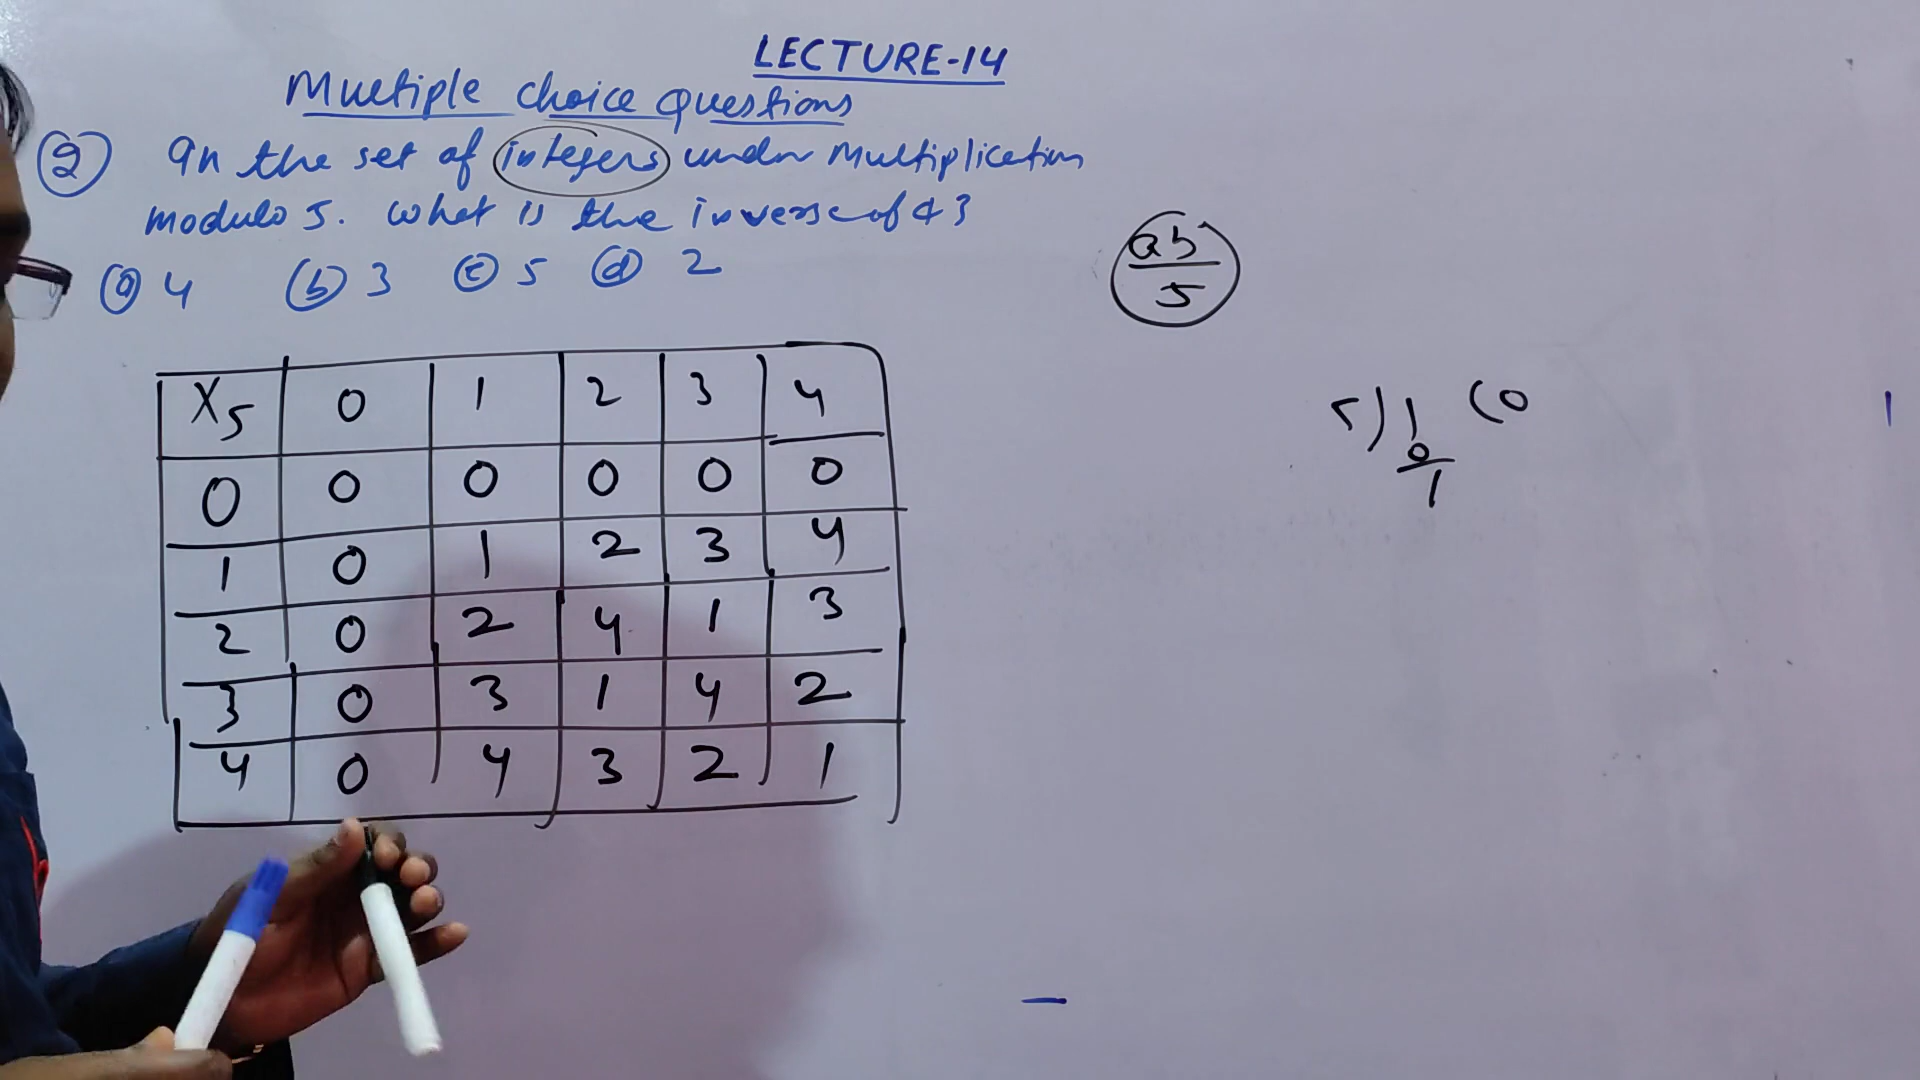 LECTURE-14
Multiple choice Questions
② In the set of integers under Multiplication
modulo 5. What is the inverse of 4?
ⓐ 4 ⓑ 3 ⓒ 5 ⓓ 2
ab
5
X5 0 1 2 3 4
0 0 0 0 0 0
1 0 1 2 3 4
2 0 2 4 1 3
3 0 3 1 4 2
4 0 4 3 2 1
5) 1 (0
0
1